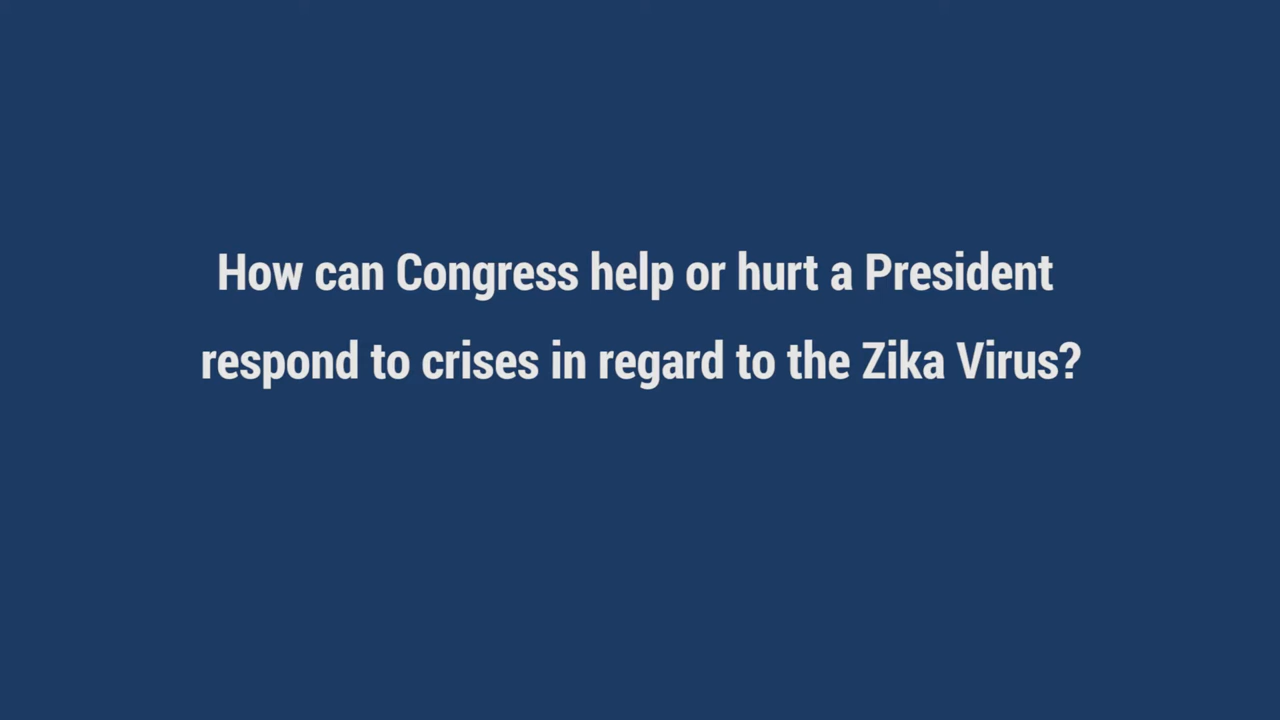 How can Congress help or hurt a President
respond to crises in regard to the Zika Virus?